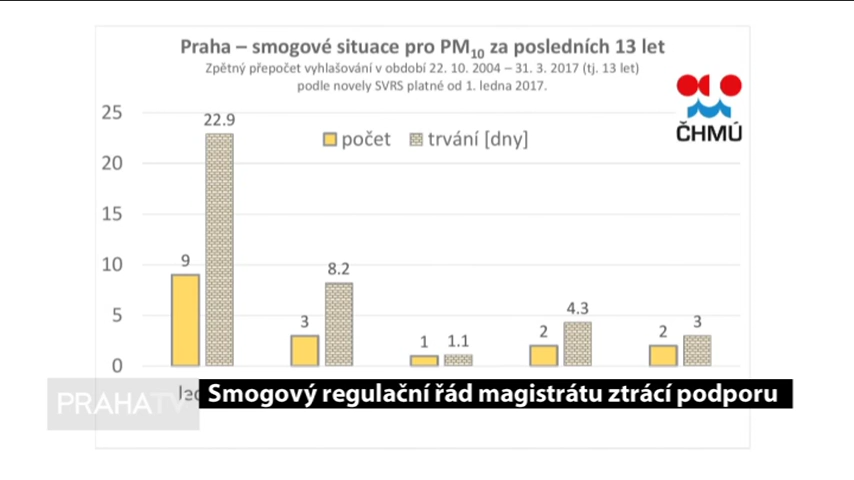 Praha – smogové situace pro PM10 za posledních 13 let
Zpětný přepočet vyhlašování v období 22. 10. 2004 – 31. 3. 2017 (tj. 13 let)
podle novely SVRS platné od 1. ledna 2017.
ČHMÚ
počet trvání [dny]
25
20
15
10
5
0
9 22.9
3 8.2
1 1.1
2 4.3
2 3
PRAHA TV
Smogový regulační řád magistrátu ztrácí podporu